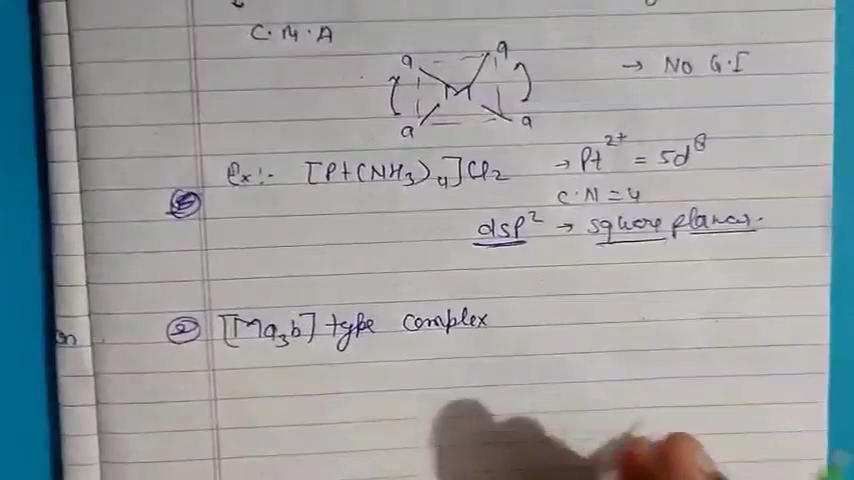 C.M.A
a a
M
a a
→ No G.I
Ex:- [Pt(NH3)4]Cl2 → Pt2+ = 5d8
C.N = 4
dsp2 → square planar.
② [Ma3b] type complex